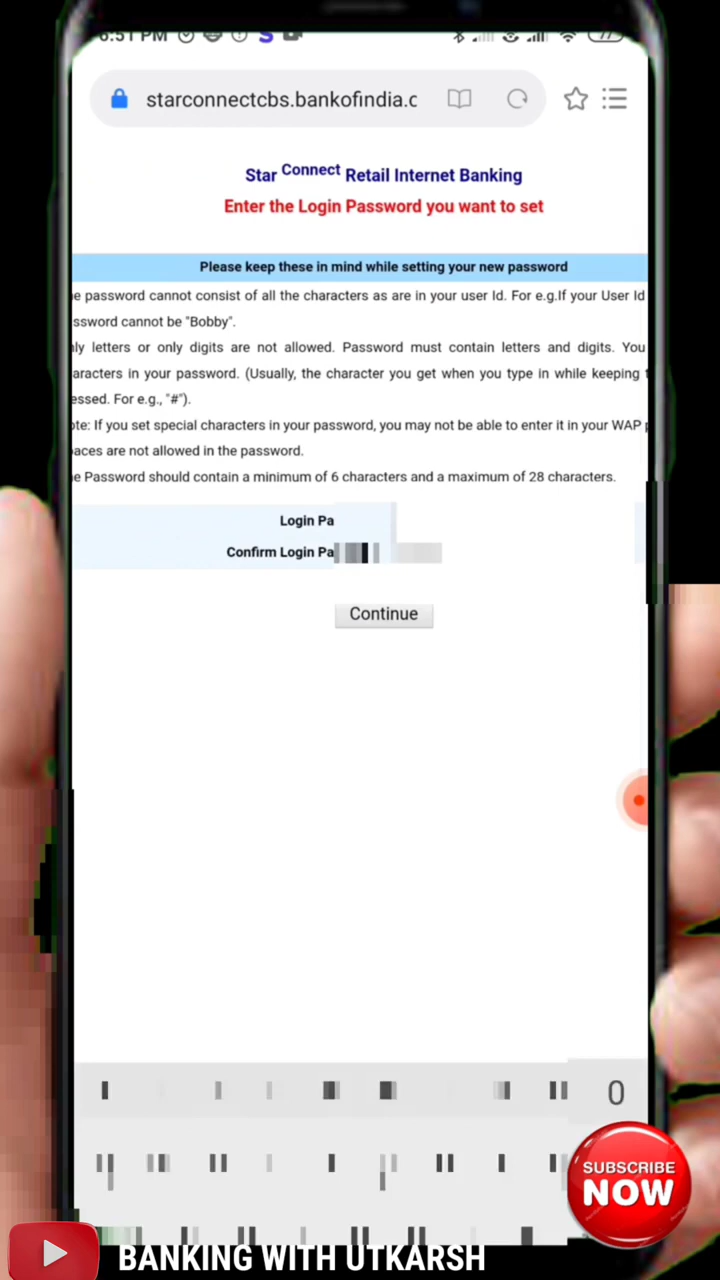 6:51 PM
77
starconnectcbs.bankofindia.c
Star Connect Retail Internet Banking
Enter the Login Password you want to set
Please keep these in mind while setting your new password
e password cannot consist of all the characters as are in your user Id. For e.g.If your User Id
ssword cannot be "Bobby".
ly letters or only digits are not allowed. Password must contain letters and digits. You
aracters in your password. (Usually, the character you get when you type in while keeping t
essed. For e.g., "#").
ote: If you set special characters in your password, you may not be able to enter it in your WAP p
aces are not allowed in the password.
e Password should contain a minimum of 6 characters and a maximum of 28 characters.
Login Pa
Confirm Login Pa
Continue
0
SUBSCRIBE
NOW
BANKING WITH UTKARSH